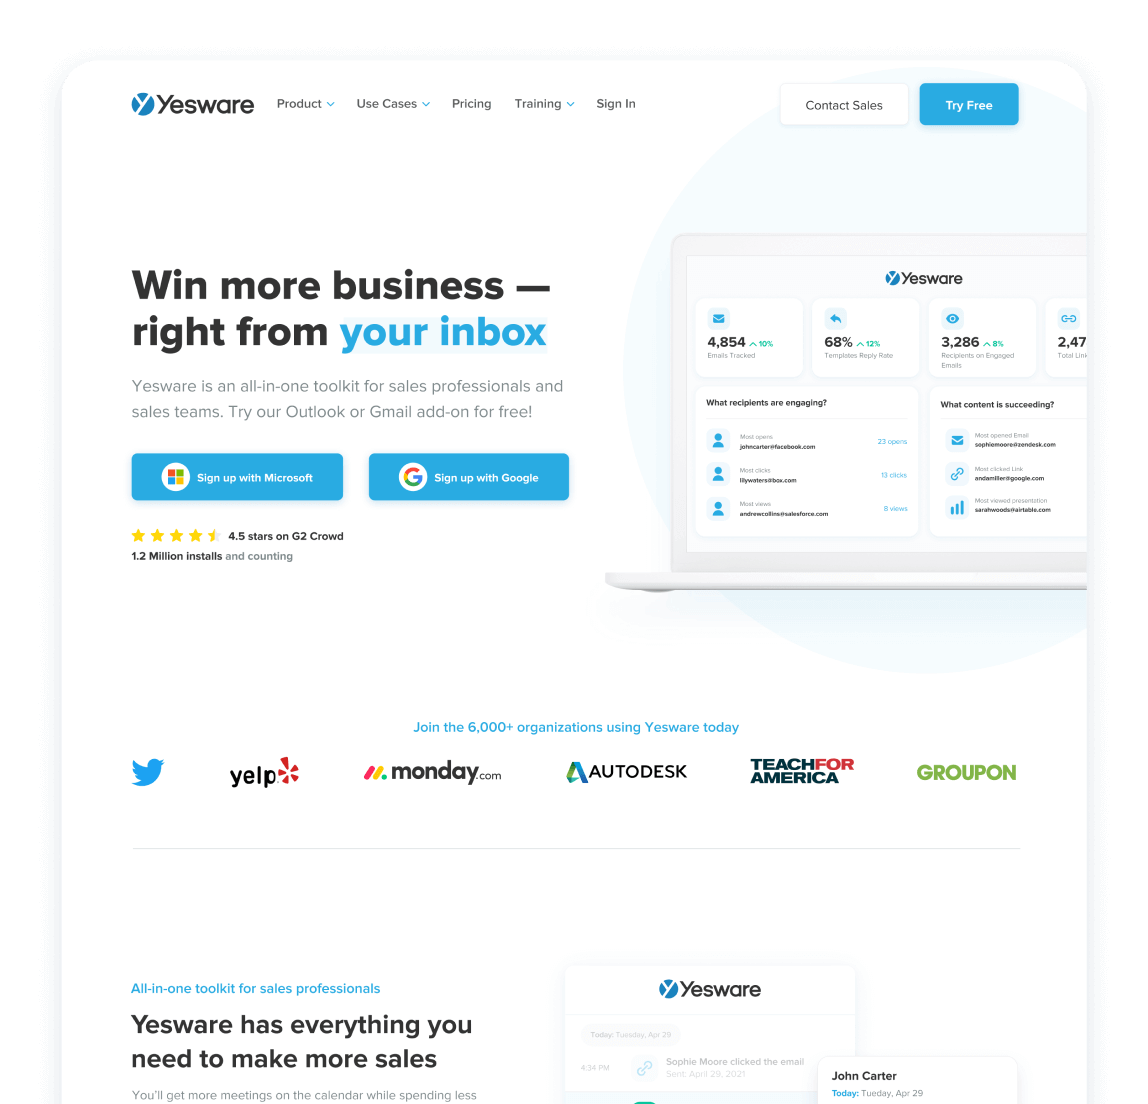 Yesware Product Use Cases Pricing Training Sign In Contact Sales Try Free
Win more business —
right from your inbox
Yesware is an all-in-one toolkit for sales professionals and
sales teams. Try our Outlook or Gmail add-on for free!
Sign up with Microsoft Sign up with Google
4.5 stars on G2 Crowd
1.2 Million installs and counting
Yesware
4,854 10%
Emails Tracked
68% 12%
Templates Reply Rate
3,286 8%
Recipients on Engaged
Emails
2,47
Total Link
What recipients are engaging?
Most opens
johncarter@facebook.com
23 opens
Most clicks
lilywaters@box.com
13 clicks
Most views
andrewcollins@salesforce.com
8 views
What content is succeeding?
Most opened Email
sophiemoore@zendesk.com
Most clicked Link
andamiller@google.com
Most viewed presentation
sarahwoods@airtable.com
Join the 6,000+ organizations using Yesware today
yelp monday.com AUTODESK TEACHFOR AMERICA GROUPON
All-in-one toolkit for sales professionals
Yesware has everything you
need to make more sales
You'll get more meetings on the calendar while spending less
Yesware
Today: Tuesday, Apr 29
4:34 PM
Sophie Moore clicked the email
Sent: April 29, 2021
John Carter
Today: Tueday, Apr 29